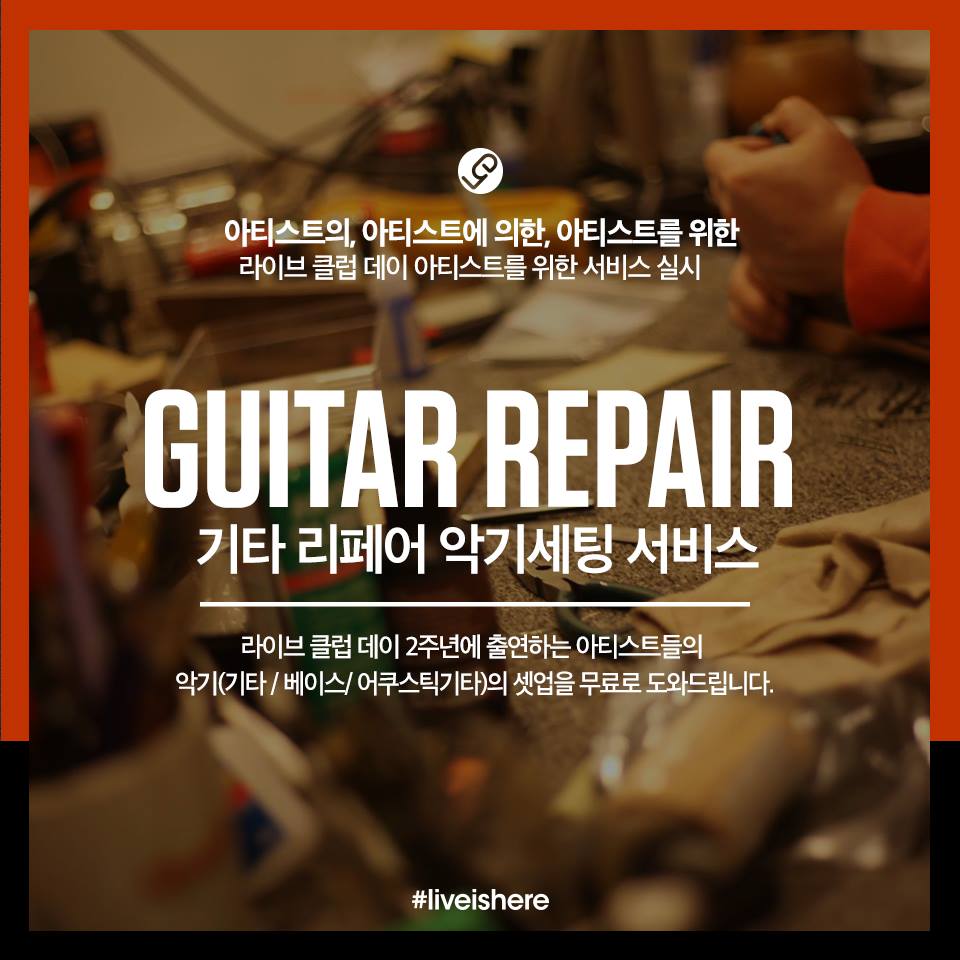 아티스트의, 아티스트에 의한, 아티스트를 위한
라이브 클럽 데이 아티스트를 위한 서비스 실시
GUITAR REPAIR
기타 리페어 악기세팅 서비스
라이브 클럽 데이 2주년에 출연하는 아티스트들의
악기(기타 / 베이스/ 어쿠스틱기타)의 셋업을 무료로 도와드립니다.
#liveishere